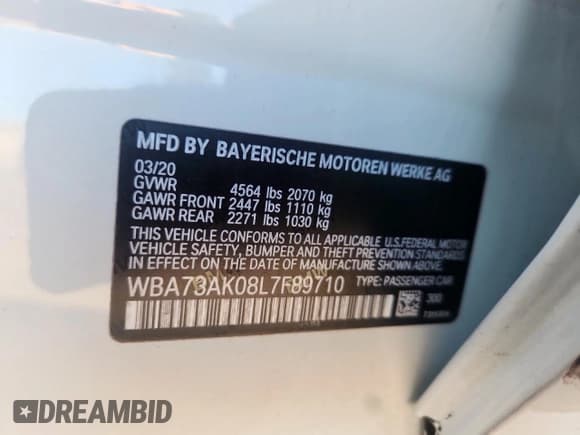 MFD BY BAYERISCHE MOTOREN WERKE AG
03/20
GVWR 4564 lbs 2070 kg
GAWR FRONT 2447 lbs 1110 kg
GAWR REAR 2271 lbs 1030 kg
THIS VEHICLE CONFORMS TO ALL APPLICABLE U.S.FEDERAL MOTOR
VEHICLE SAFETY, BUMPER, AND THEFT PREVENTION STANDARDS
IN EFFECT ON THE DATE OF MANUFACTURE SHOWN ABOVE.
WBA73AK08L7F89710 TYPE: PASSENGER CAR
300
DREAMBID